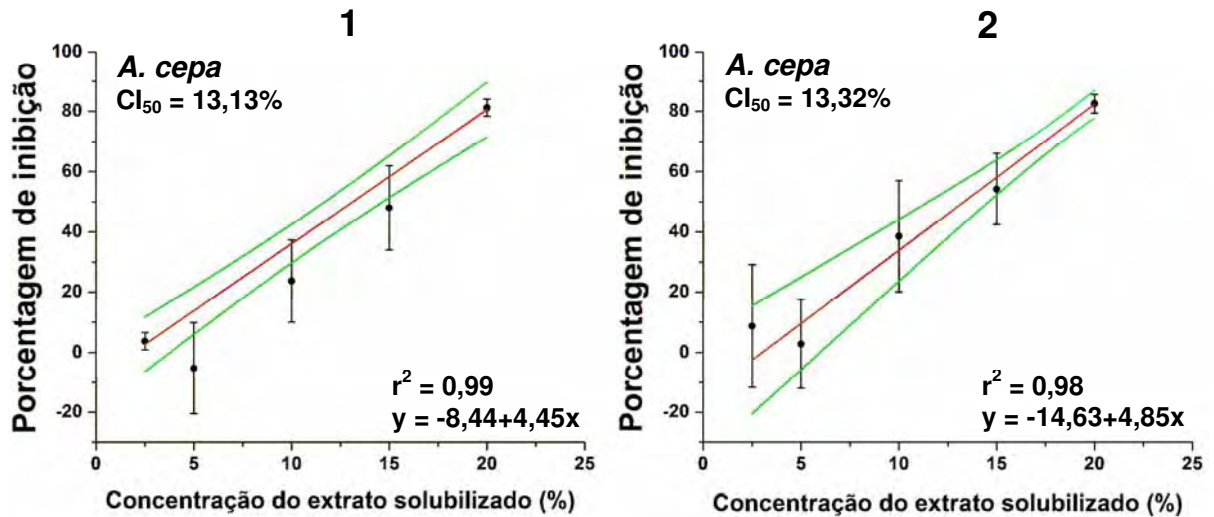 1
A. cepa
CI₅₀ = 13,13%
Porcentagem de inibição
100
80
60
40
20
0
-20
r² = 0,99
y = -8,44+4,45x
0 5 10 15 20 25
Concentração do extrato solubilizado (%)
2
A. cepa
CI₅₀ = 13,32%
Porcentagem de inibição
100
80
60
40
20
0
-20
r² = 0,98
y = -14,63+4,85x
0 5 10 15 20 25
Concentração do extrato solubilizado (%)